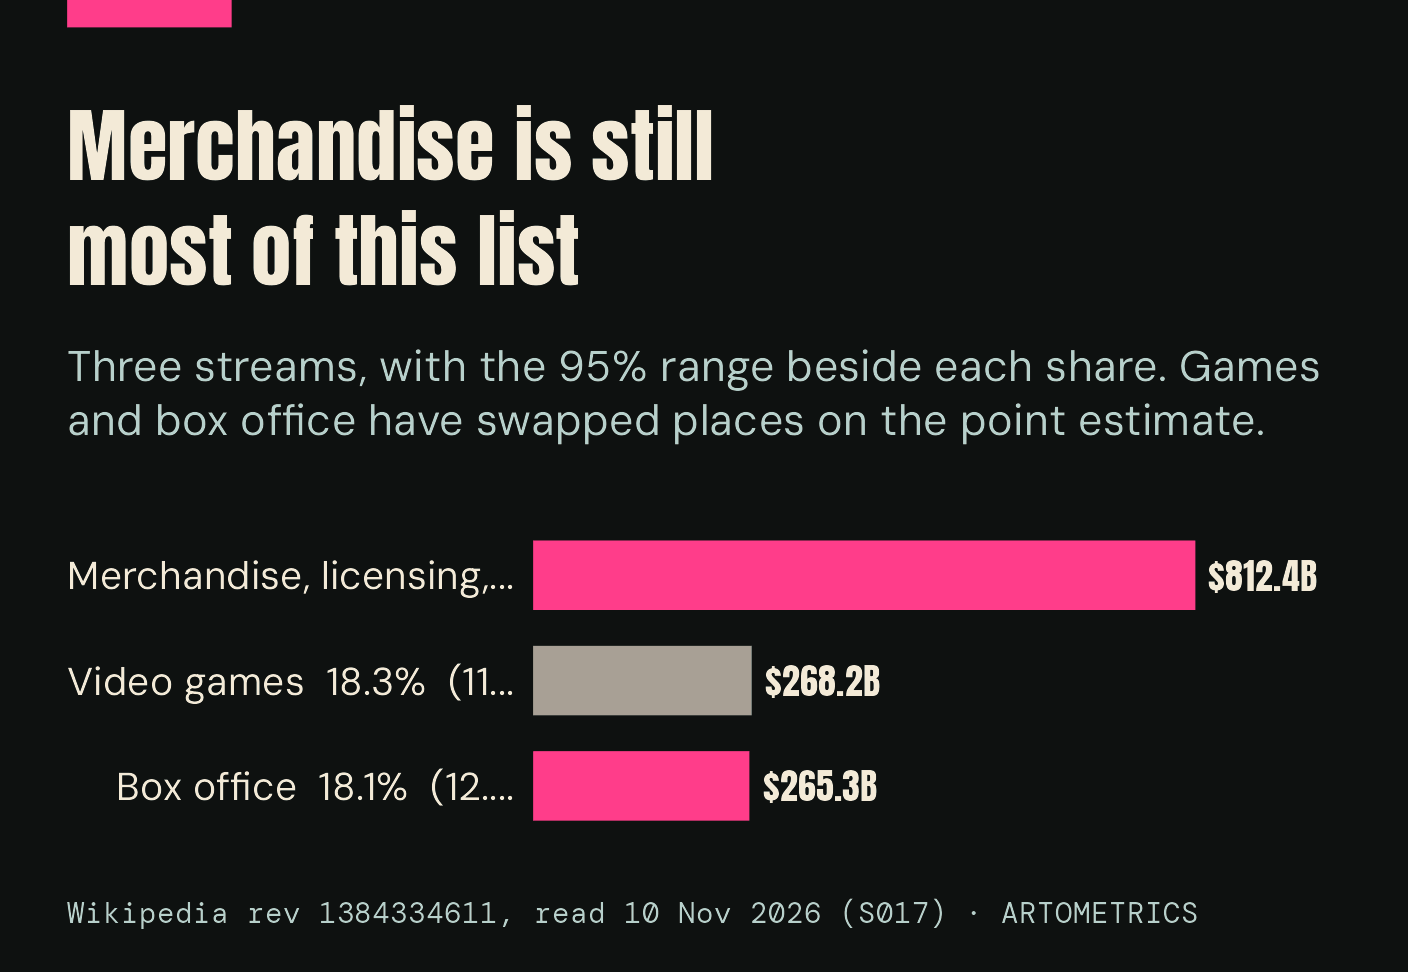 Merchandise is still
most of this list
Three streams, with the 95% range beside each share. Games
and box office have swapped places on the point estimate.
Merchandise, licensing,... $812.4B
Video games 18.3% (11... $268.2B
Box office 18.1% (12.... $265.3B
Wikipedia rev 1384334611, read 10 Nov 2026 (S017) · ARTOMETRICS